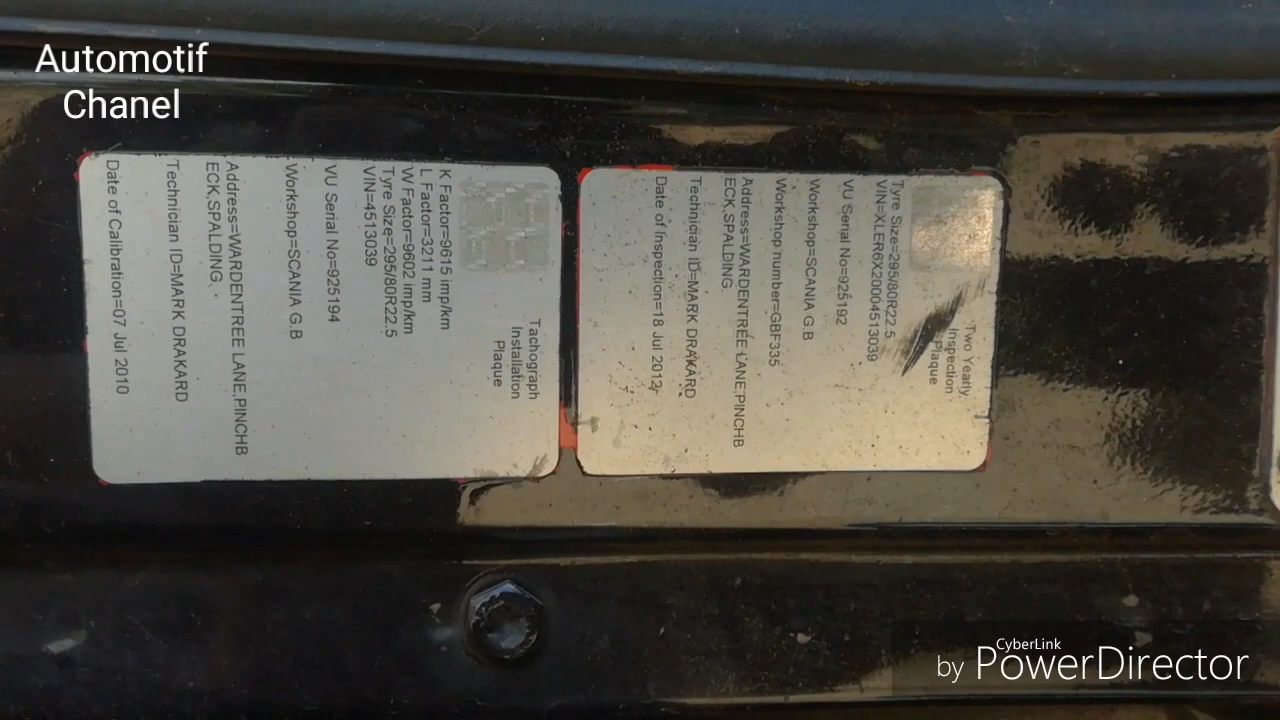 Automotif
Chanel
Tachograph
Installation
Plaque
K Factor=9615 imp/km
L Factor=3211 mm
W Factor=9602 imp/km
Tyre Size=295/80R22.5
VIN=4513039
VU Serial No=925194
Workshop=SCANIA G.B
Address=WARDENTREE LANE,PINCHB
ECK,SPALDING,
Technician ID=MARK DRAKARD
Date of Calibration=07 Jul 2010
Two Yearly
Inspection
Plaque
Tyre Size=295/80R22.5
VIN=XLER6X20004513039
VU Serial No=925192
Workshop=SCANIA G.B
Workshop number=GBF335
Address=WARDENTREE LANE,PINCHB
ECK,SPALDING,
Technician ID=MARK DRAKARD
Date of Inspection=18 Jul 2012
CyberLink
by PowerDirector